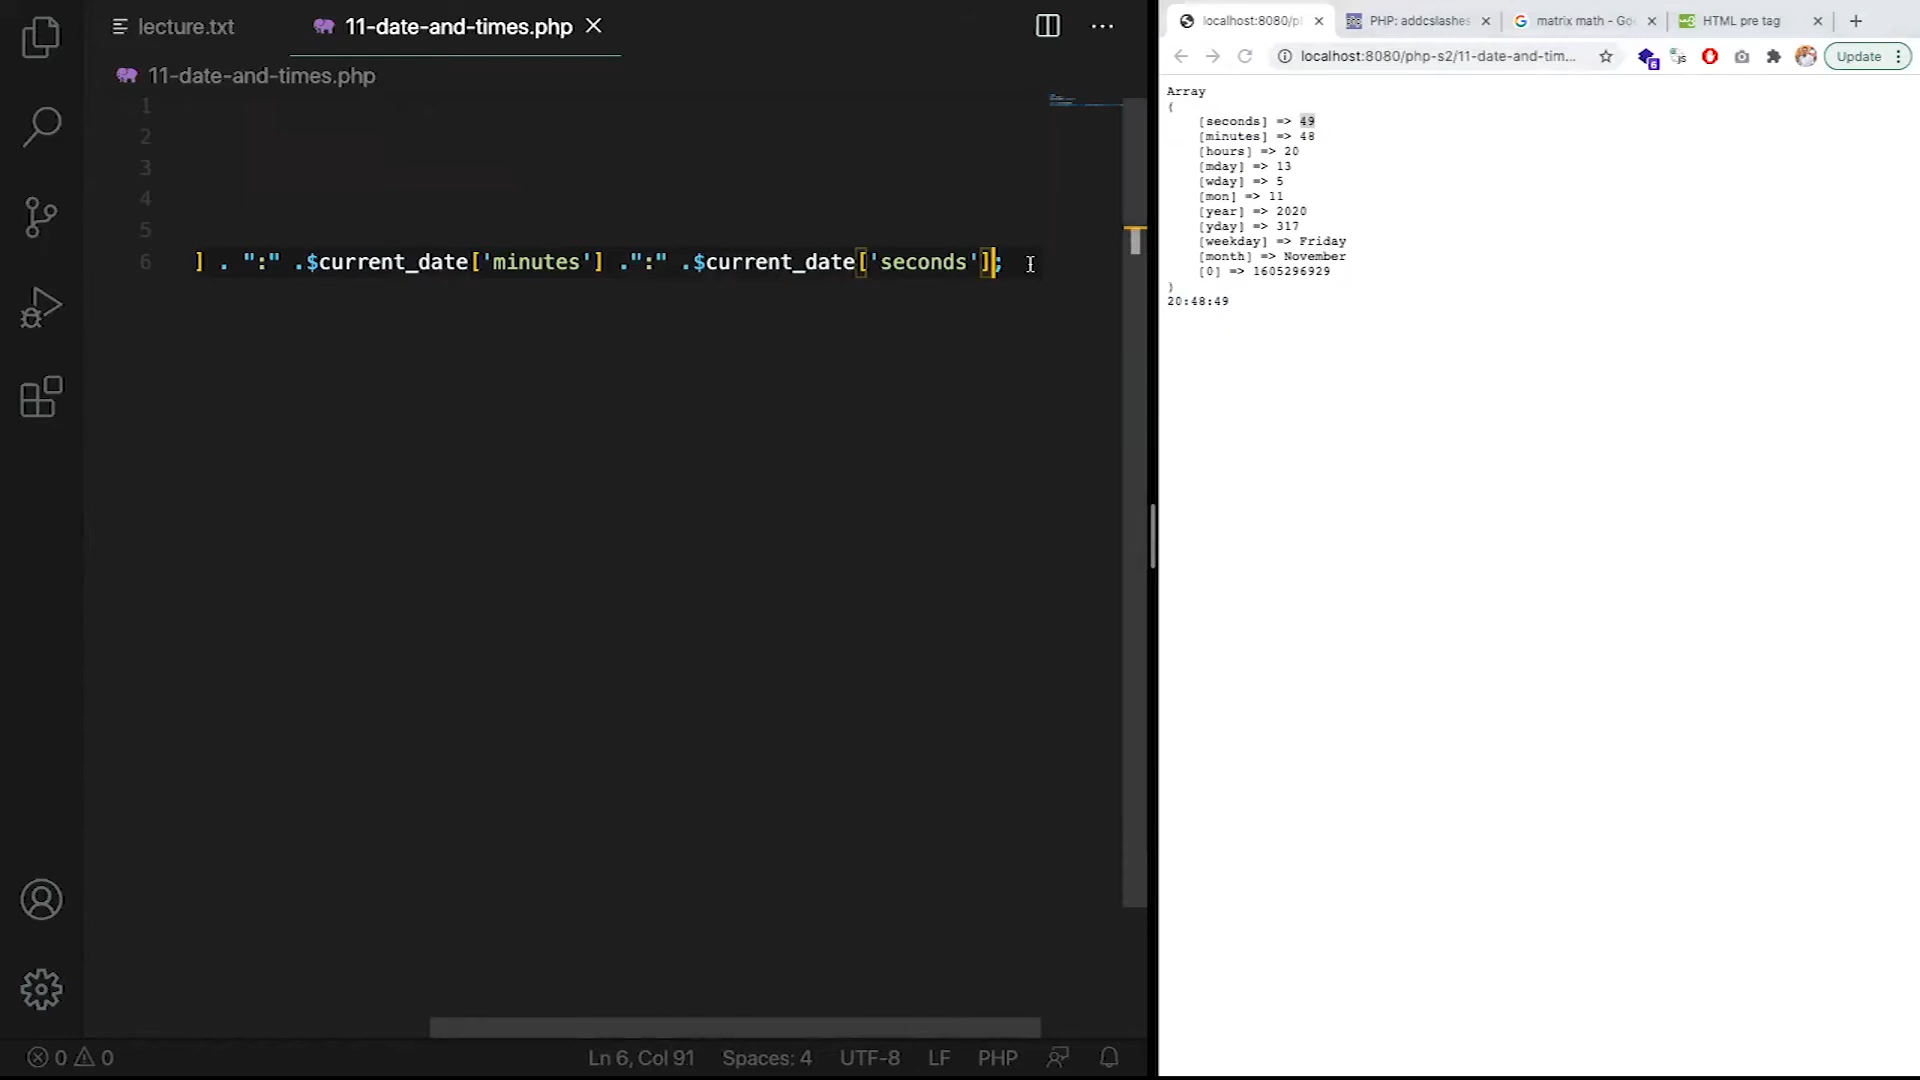 lecture.txt
11-date-and-times.php
11-date-and-times.php
1
2
3
4
5
6 ] . ":" .$current_date['minutes'] .":" .$current_date['seconds'];
0 0
Ln 6, Col 91
Spaces: 4
UTF-8
LF
PHP
localhost:8080/p
PHP: addcslashes
matrix math - Go
HTML pre tag
localhost:8080/php-s2/11-date-and-tim...
6
js
Update
Array
(
[seconds] => 49
[minutes] => 48
[hours] => 20
[mday] => 13
[wday] => 5
[mon] => 11
[year] => 2020
[yday] => 317
[weekday] => Friday
[month] => November
[0] => 1605296929
)
20:48:49